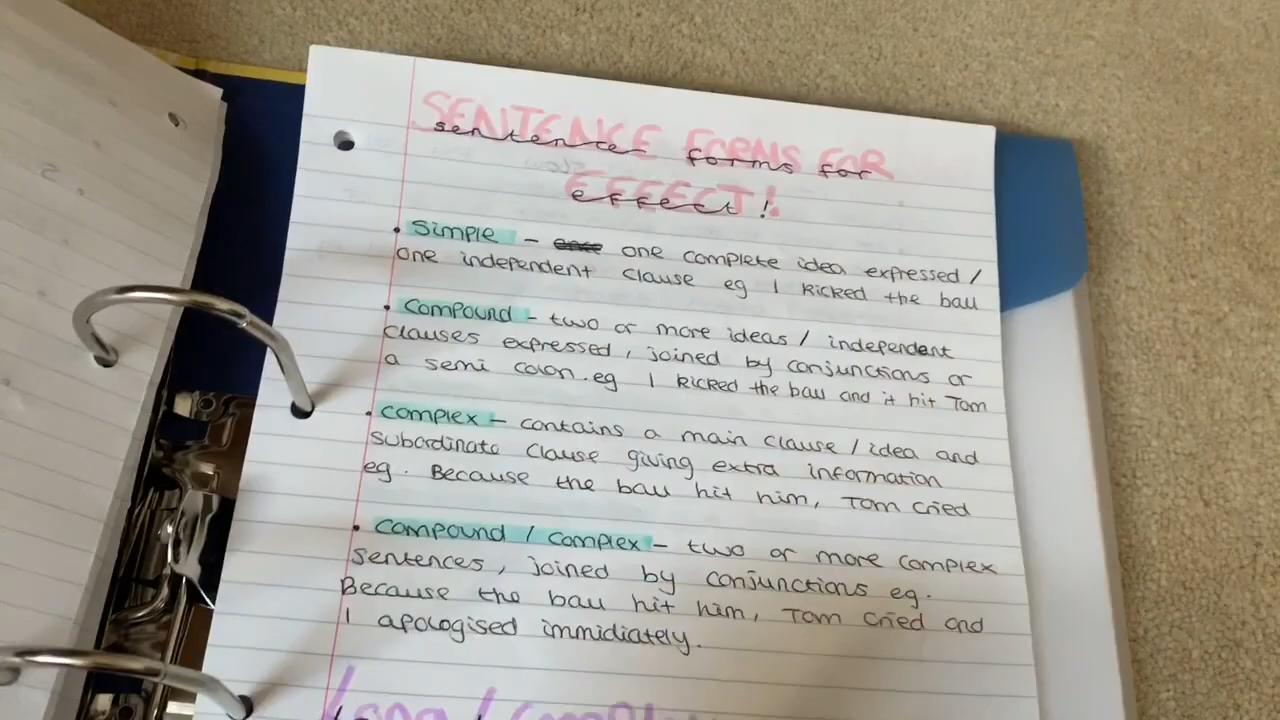 SENTENCE FORMS FOR
sentence forms for
EFFECT!
effect!
• Simple - one complete idea expressed /
one independent clause eg I kicked the ball
• Compound - two or more ideas / independent
clauses expressed, joined by conjunctions or
a semi colon. eg I kicked the ball and it hit Tom
• Complex - contains a main clause / idea and
subordinate clause giving extra information
eg. Because the ball hit him, Tom cried
• Compound / Complex - two or more complex
sentences, joined by conjunctions eg.
Because the ball hit him, Tom cried and
I apologised immidiately.
Long / Complex